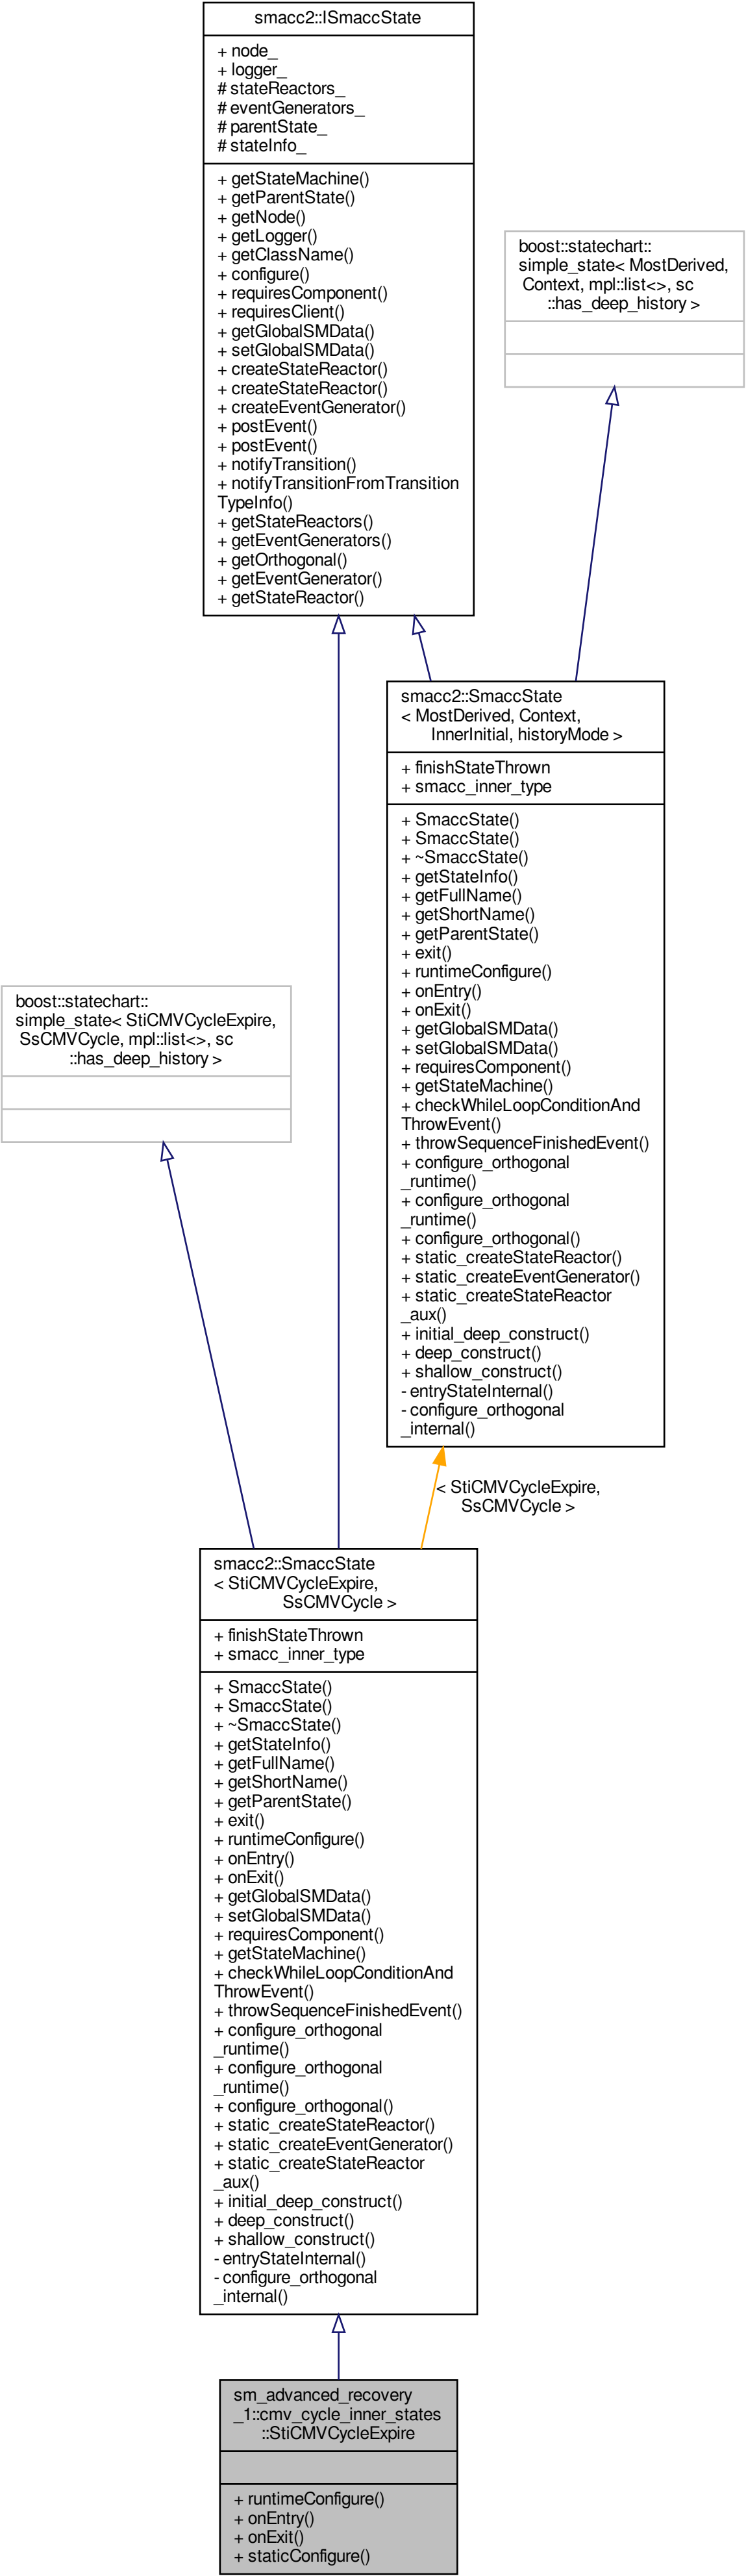 smacc2::ISmaccState
+ node_
+ logger_
# stateReactors_
# eventGenerators_
# parentState_
# stateInfo_
+ getStateMachine()
+ getParentState()
+ getNode()
+ getLogger()
+ getClassName()
+ configure()
+ requiresComponent()
+ requiresClient()
+ getGlobalSMData()
+ setGlobalSMData()
+ createStateReactor()
+ createStateReactor()
+ createEventGenerator()
+ postEvent()
+ postEvent()
+ notifyTransition()
+ notifyTransitionFromTransition
TypeInfo()
+ getStateReactors()
+ getEventGenerators()
+ getOrthogonal()
+ getEventGenerator()
+ getStateReactor()
boost::statechart::
simple_state< MostDerived,
Context, mpl::list<>, sc
::has_deep_history >
smacc2::SmaccState
< MostDerived, Context,
InnerInitial, historyMode >
+ finishStateThrown
+ smacc_inner_type
+ SmaccState()
+ SmaccState()
+ ~SmaccState()
+ getStateInfo()
+ getFullName()
+ getShortName()
+ getParentState()
+ exit()
+ runtimeConfigure()
+ onEntry()
+ onExit()
+ getGlobalSMData()
+ setGlobalSMData()
+ requiresComponent()
+ getStateMachine()
+ checkWhileLoopConditionAnd
ThrowEvent()
+ throwSequenceFinishedEvent()
+ configure_orthogonal
_runtime()
+ configure_orthogonal
_runtime()
+ configure_orthogonal()
+ static_createStateReactor()
+ static_createEventGenerator()
+ static_createStateReactor
_aux()
+ initial_deep_construct()
+ deep_construct()
+ shallow_construct()
- entryStateInternal()
- configure_orthogonal
_internal()
boost::statechart::
simple_state< StiCMVCycleExpire,
SsCMVCycle, mpl::list<>, sc
::has_deep_history >
< StiCMVCycleExpire,
SsCMVCycle >
smacc2::SmaccState
< StiCMVCycleExpire,
SsCMVCycle >
+ finishStateThrown
+ smacc_inner_type
+ SmaccState()
+ SmaccState()
+ ~SmaccState()
+ getStateInfo()
+ getFullName()
+ getShortName()
+ getParentState()
+ exit()
+ runtimeConfigure()
+ onEntry()
+ onExit()
+ getGlobalSMData()
+ setGlobalSMData()
+ requiresComponent()
+ getStateMachine()
+ checkWhileLoopConditionAnd
ThrowEvent()
+ throwSequenceFinishedEvent()
+ configure_orthogonal
_runtime()
+ configure_orthogonal
_runtime()
+ configure_orthogonal()
+ static_createStateReactor()
+ static_createEventGenerator()
+ static_createStateReactor
_aux()
+ initial_deep_construct()
+ deep_construct()
+ shallow_construct()
- entryStateInternal()
- configure_orthogonal
_internal()
sm_advanced_recovery
_1::cmv_cycle_inner_states
::StiCMVCycleExpire
+ runtimeConfigure()
+ onEntry()
+ onExit()
+ staticConfigure()